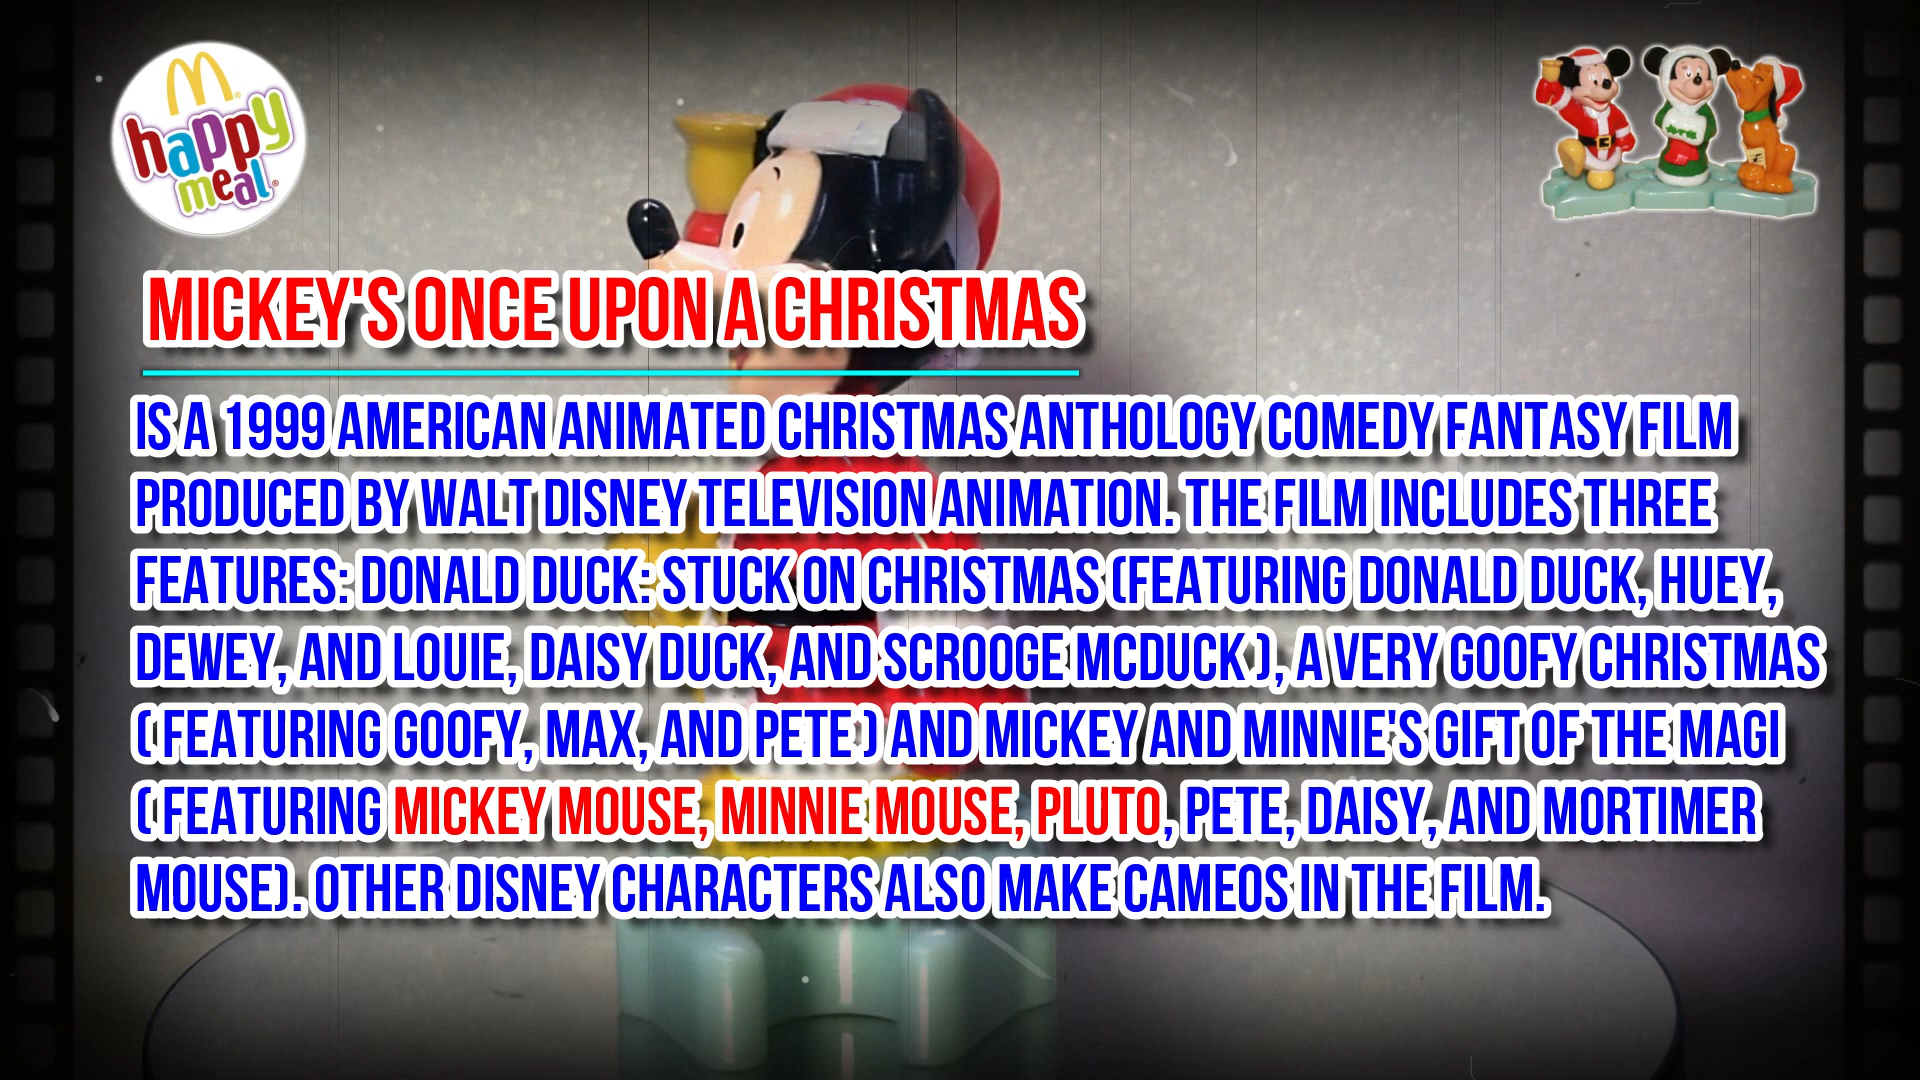 M
happy
meal
MICKEY'S ONCE UPON A CHRISTMAS
IS A 1999 AMERICAN ANIMATED CHRISTMAS ANTHOLOGY COMEDY FANTASY FILM
PRODUCED BY WALT DISNEY TELEVISION ANIMATION. THE FILM INCLUDES THREE
FEATURES: DONALD DUCK: STUCK ON CHRISTMAS (FEATURING DONALD DUCK, HUEY,
DEWEY, AND LOUIE, DAISY DUCK, AND SCROOGE MCDUCK ), A VERY GOOFY CHRISTMAS
( FEATURING GOOFY, MAX, AND PETE ) AND MICKEY AND MINNIE'S GIFT OF THE MAGI
( FEATURING MICKEY MOUSE, MINNIE MOUSE, PLUTO, PETE, DAISY, AND MORTIMER
MOUSE). OTHER DISNEY CHARACTERS ALSO MAKE CAMEOS IN THE FILM.